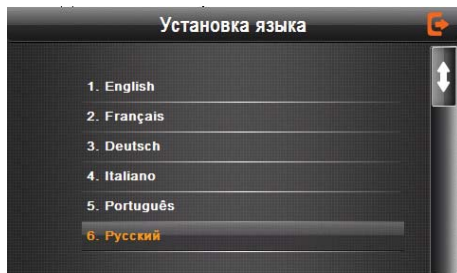 Установка языка
1. English
2. Français
3. Deutsch
4. Italiano
5. Português
6. Русский